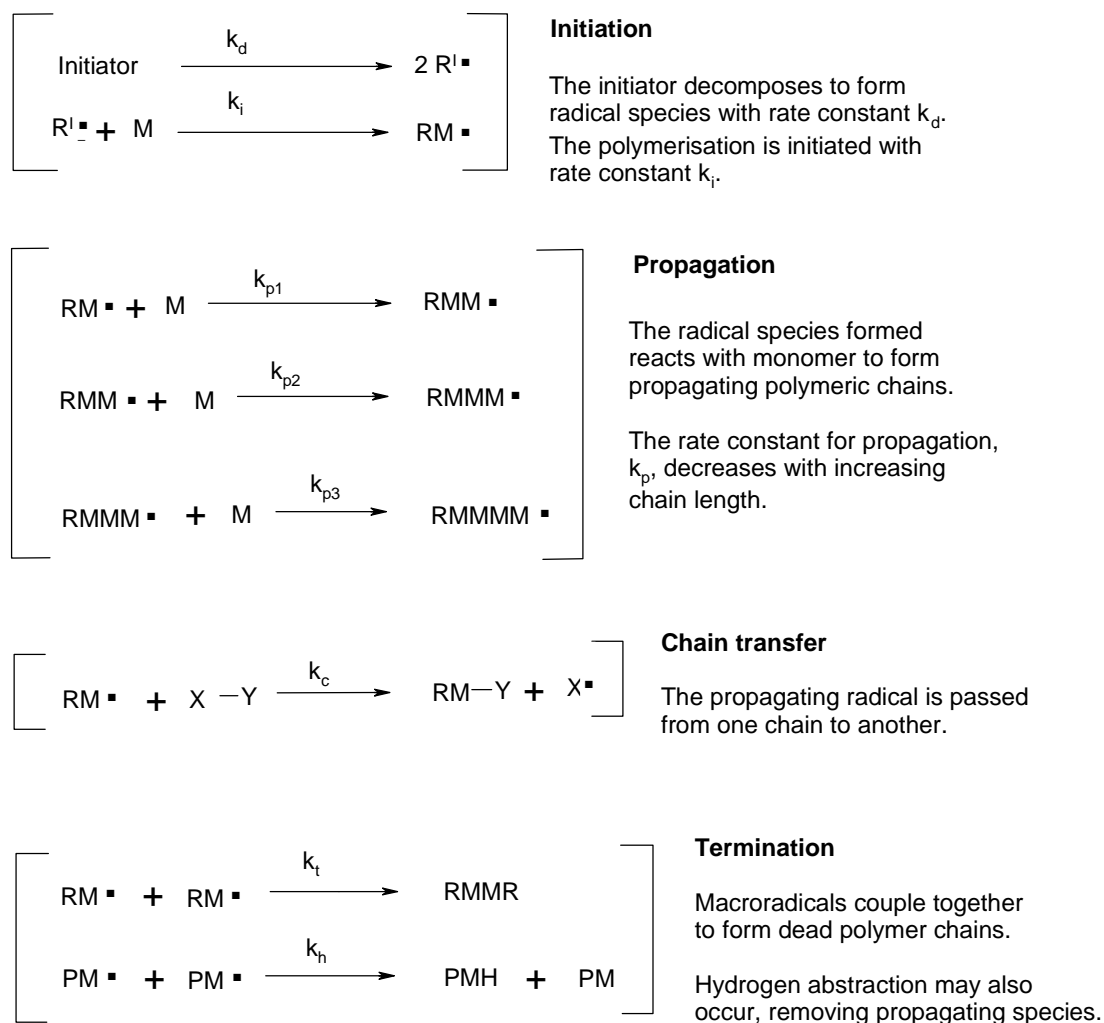 Initiation
Initiator k_d 2 R^I ▪
R^I ▪ + M k_i RM ▪
The initiator decomposes to form
radical species with rate constant k_d.
The polymerisation is initiated with
rate constant k_i.
Propagation
RM ▪ + M k_p1 RMM ▪
RMM ▪ + M k_p2 RMMM ▪
RMMM ▪ + M k_p3 RMMMM ▪
The radical species formed
reacts with monomer to form
propagating polymeric chains.
The rate constant for propagation,
k_p, decreases with increasing
chain length.
Chain transfer
RM ▪ + X —Y k_c RM—Y + X ▪
The propagating radical is passed
from one chain to another.
Termination
RM ▪ + RM ▪ k_t RMMR
PM ▪ + PM ▪ k_h PMH + PM
Macroradicals couple together
to form dead polymer chains.
Hydrogen abstraction may also
occur, removing propagating species.